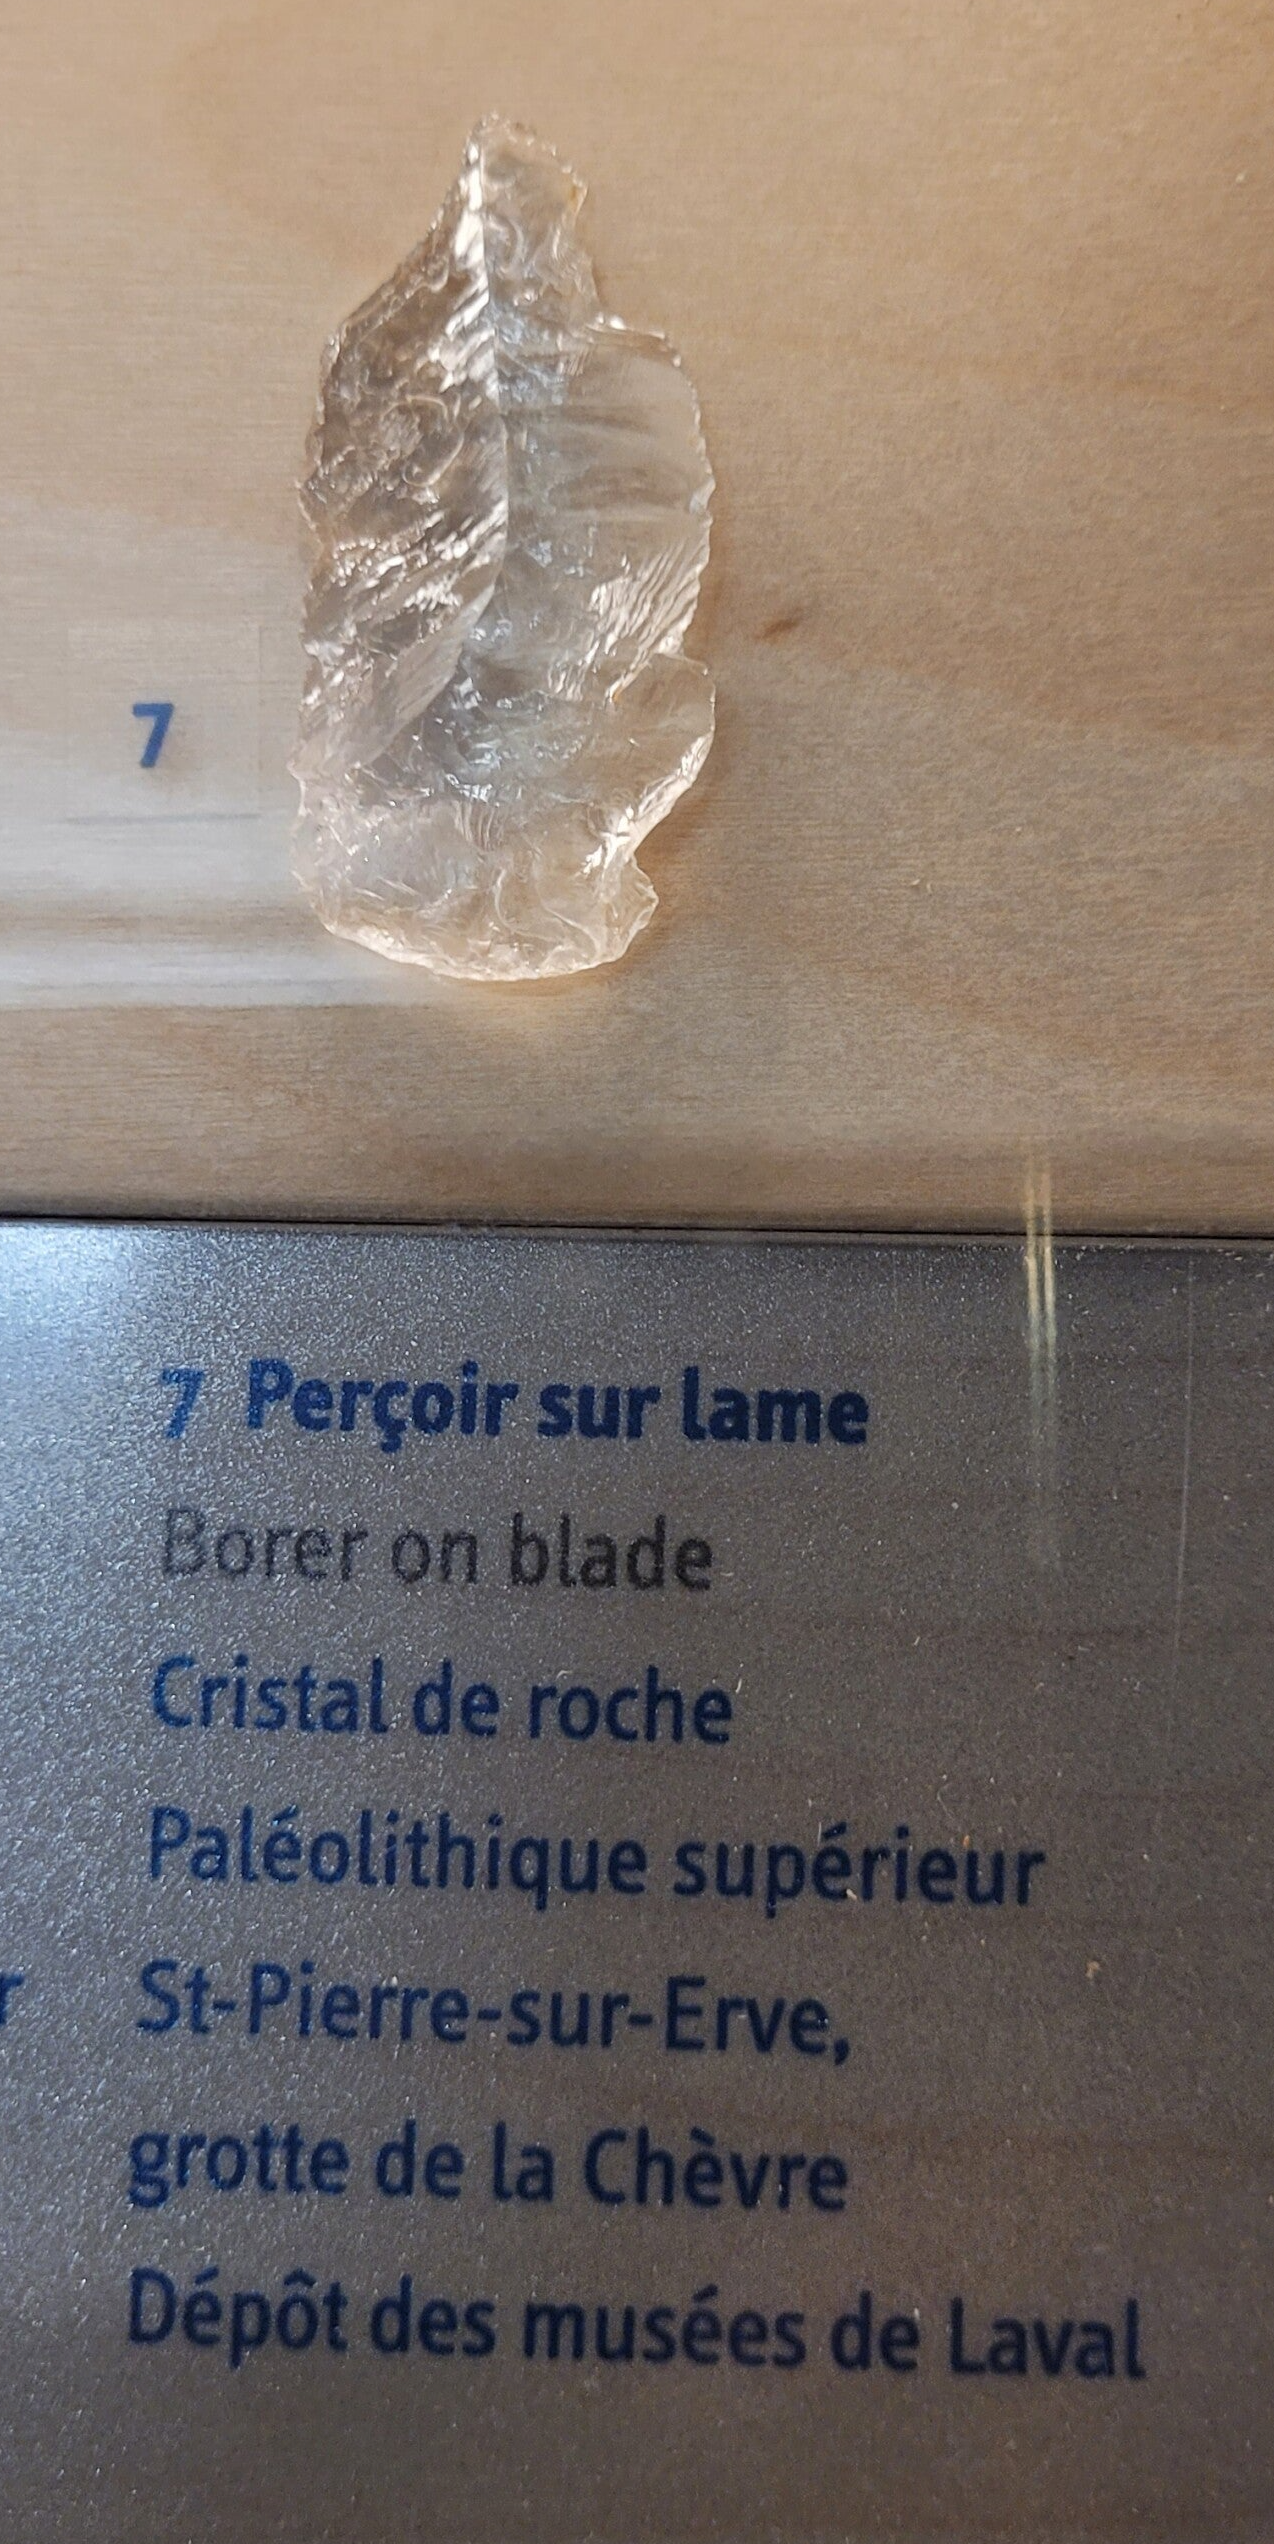 7
7 Perçoir sur lame
Borer on blade
Cristal de roche
Paléolithique supérieur
St-Pierre-sur-Erve,
grotte de la Chèvre
Dépôt des musées de Laval